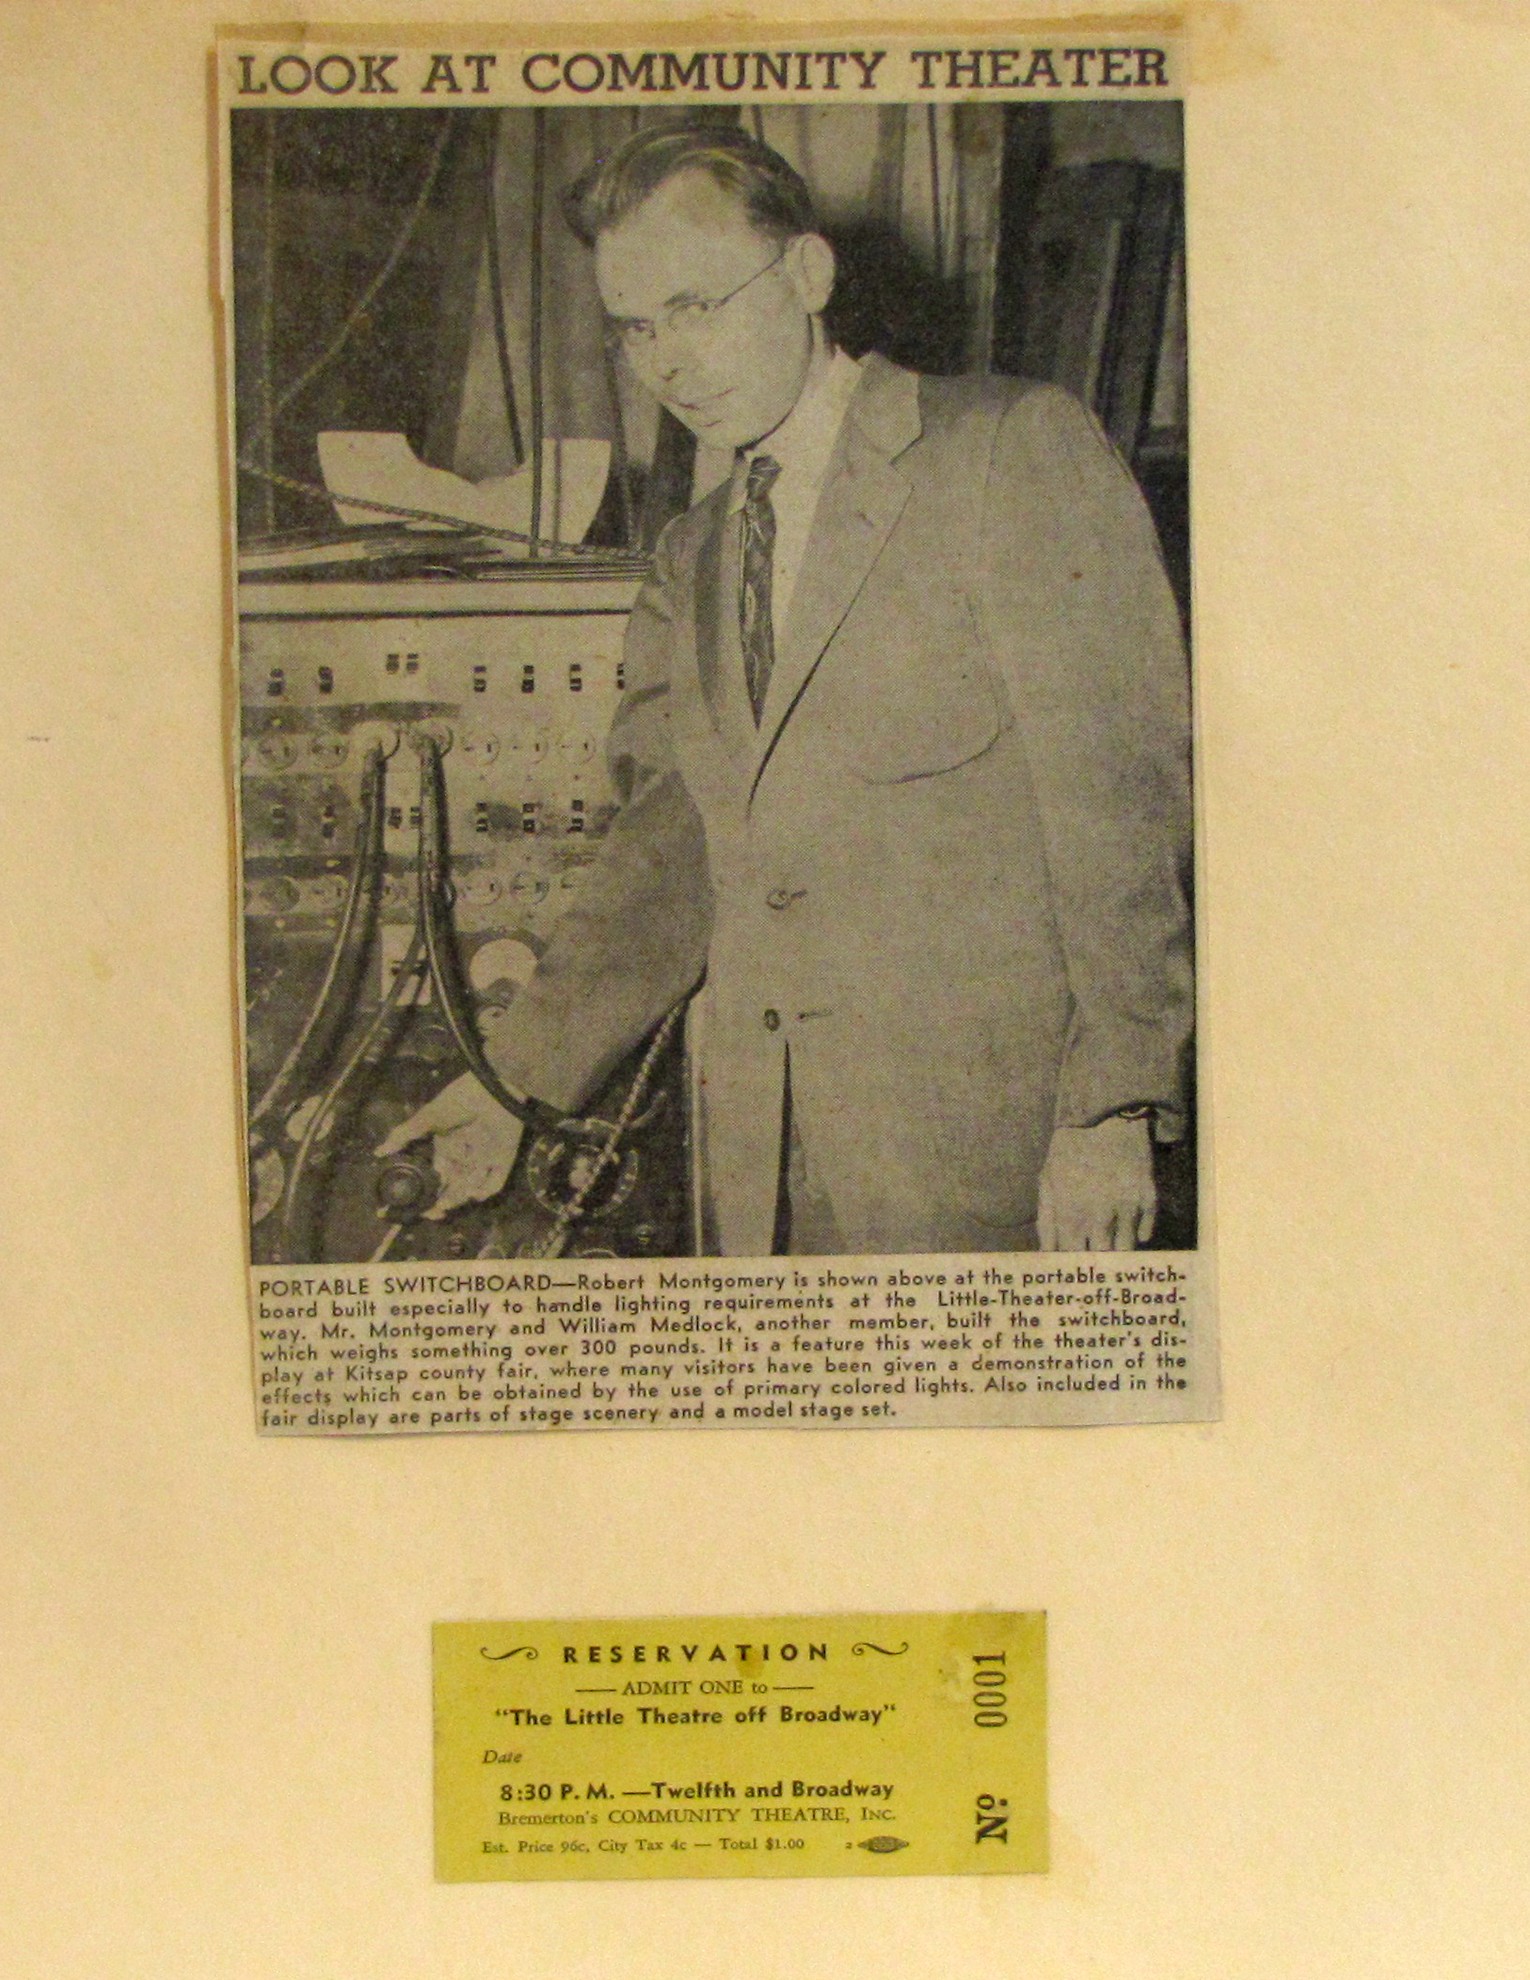 LOOK AT COMMUNITY THEATER
PORTABLE SWITCHBOARD—Robert Montgomery is shown above at the portable switch-
board built especially to handle lighting requirements at the Little-Theater-off-Broad-
way. Mr. Montgomery and William Medlock, another member, built the switchboard,
which weighs something over 300 pounds. It is a feature this week of the theater's dis-
play at Kitsap county fair, where many visitors have been given a demonstration of the
effects which can be obtained by the use of primary colored lights. Also included in the
fair display are parts of stage scenery and a model stage set.
RESERVATION
ADMIT ONE to
"The Little Theatre off Broadway"
Date
8:30 P. M. —Twelfth and Broadway
Bremerton's COMMUNITY THEATRE, INC.
Est. Price 96c, City Tax 4c — Total $1.00 2
No. 0001